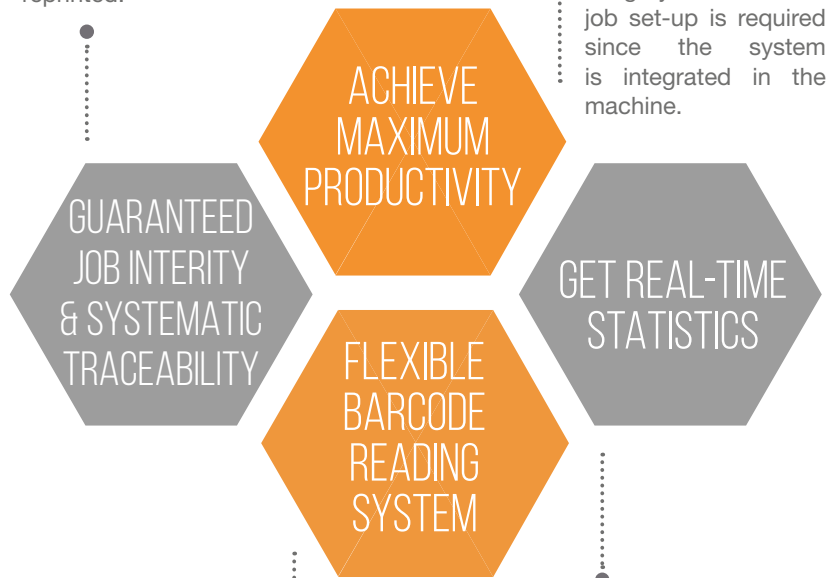 reprinted.
job set-up is required
since the system
is integrated in the
machine.
ACHIEVE
MAXIMUM
PRODUCTIVITY
GUARANTEED
JOB INTERITY
& SYSTEMATIC
TRACEABILITY
GET REAL-TIME
STATISTICS
FLEXIBLE
BARCODE
READING
SYSTEM